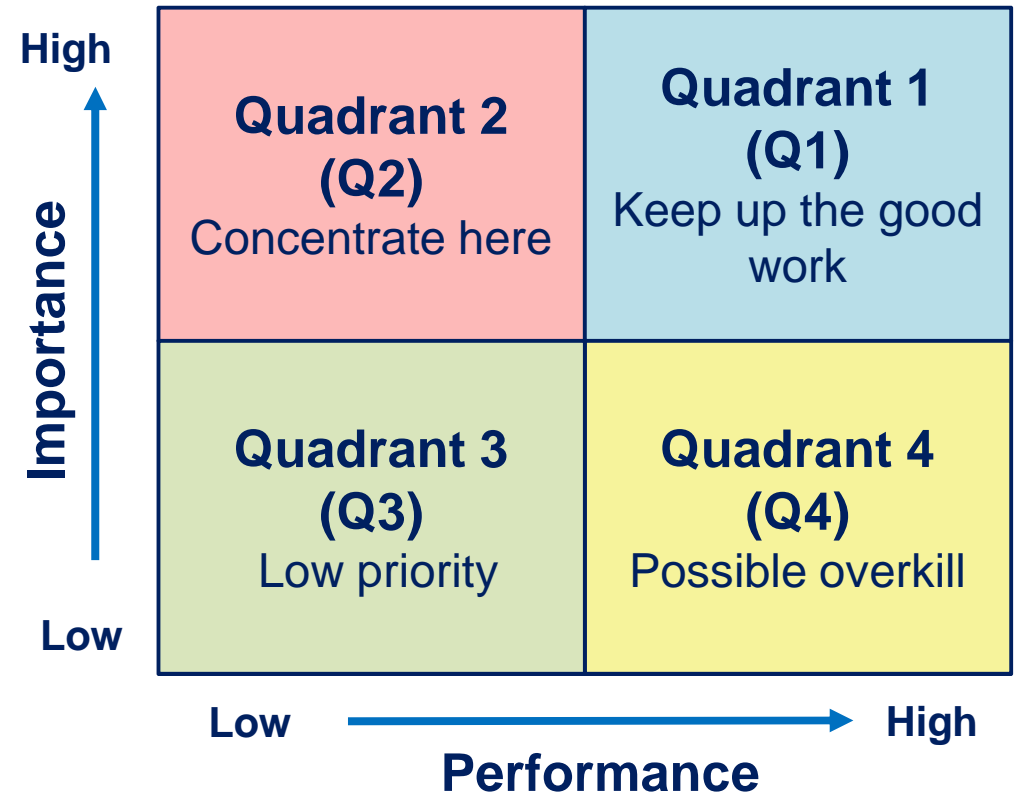 High
Quadrant 2
(Q2)
Concentrate here
Quadrant 1
(Q1)
Keep up the good
work
Importance
Quadrant 3
(Q3)
Low priority
Quadrant 4
(Q4)
Possible overkill
Low
Low
High
Performance